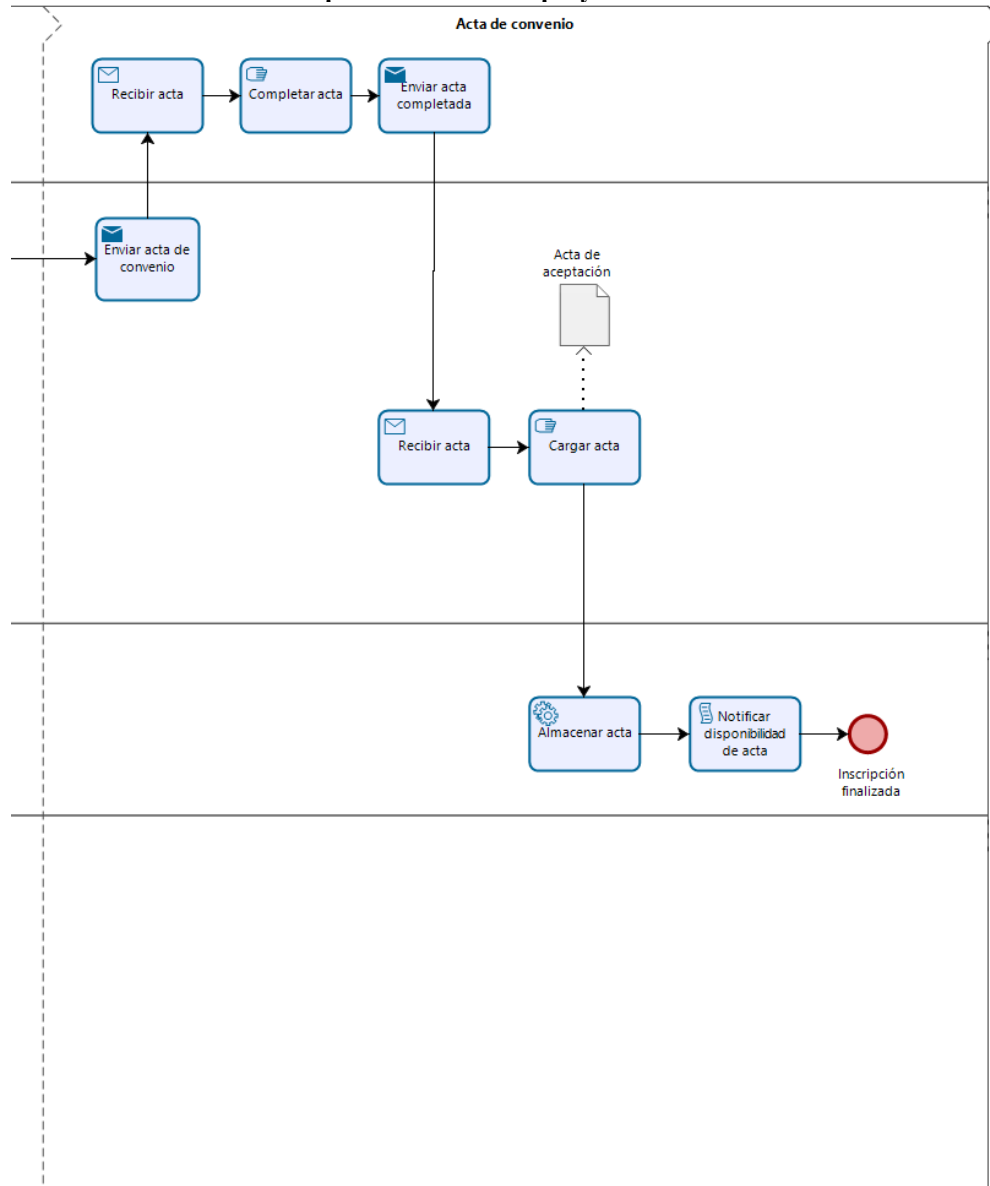 Acta de convenio
Recibir acta
Completar acta
Enviar acta
completada
Enviar acta de
convenio
Acta de
aceptación
Recibir acta
Cargar acta
Almacenar acta
Notificar
disponibilidad
de acta
Inscripción
finalizada